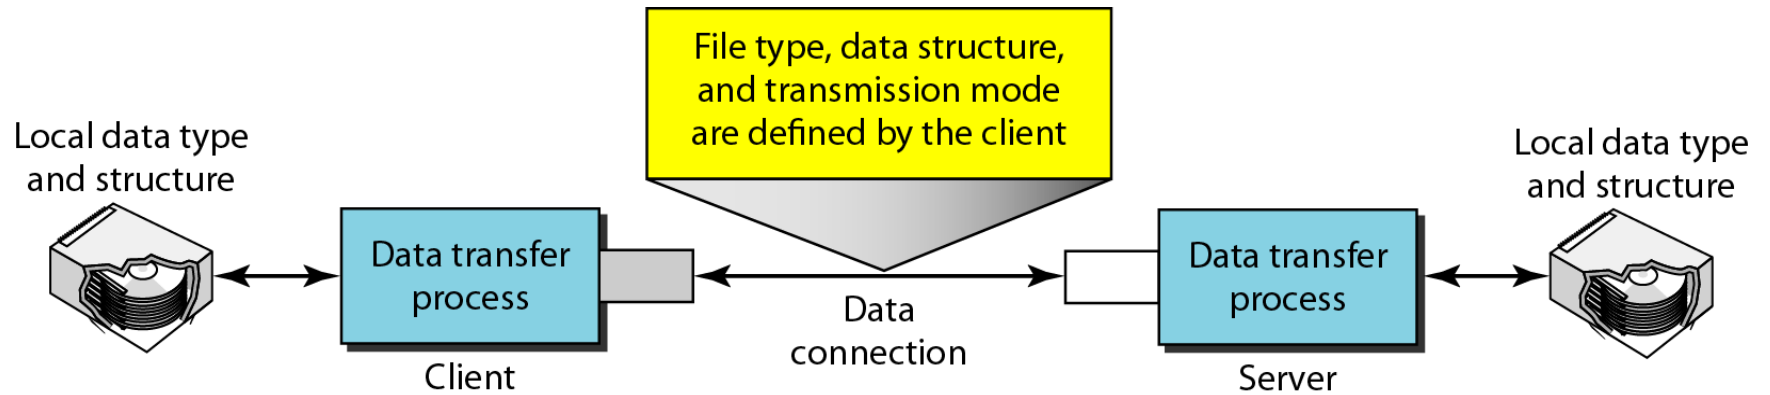 File type, data structure,
and transmission mode
are defined by the client
Local data type
and structure
Local data type
and structure
Data transfer
process
Data transfer
process
Data
connection
Client
Server